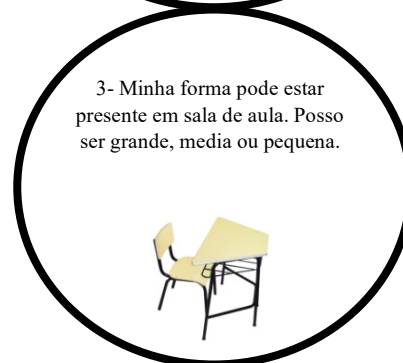 3- Minha forma pode estar
presente em sala de aula. Posso
ser grande, media ou pequena.